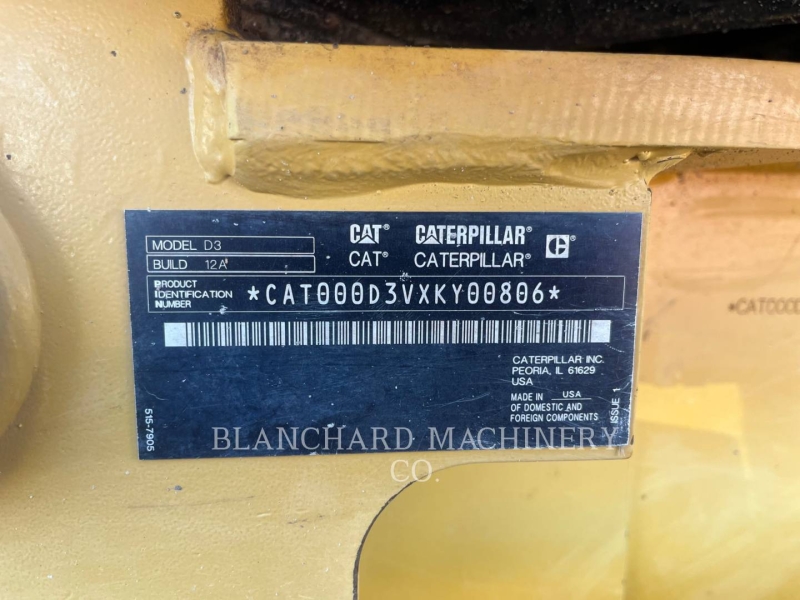 CAT® CATERPILLAR® C®
MODEL D3
CAT® CATERPILLAR®
BUILD 12A
PRODUCT
IDENTIFICATION
NUMBER
*CAT000D3VXKY00806*
CATERPILLAR INC.
PEORIA, IL 61629
USA
MADE IN USA
OF DOMESTIC AND
FOREIGN COMPONENTS
ISSUE 1
515-7905
*CAT000D
BLANCHARD MACHINERY
CO.